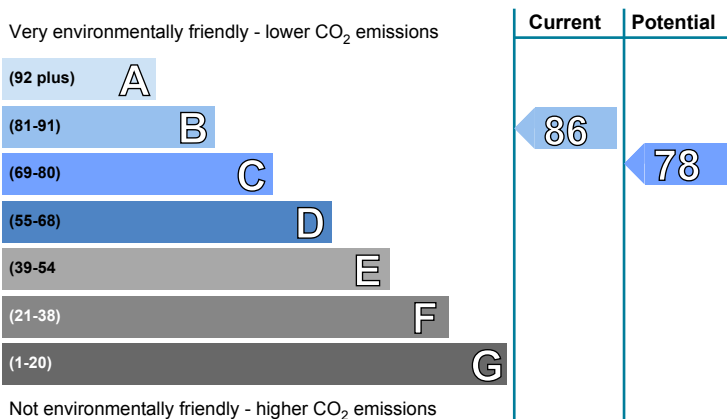 Current Potential
Very environmentally friendly - lower CO2 emissions
(92 plus) A
(81-91) B
86
(69-80) C
78
(55-68) D
(39-54 E
(21-38) F
(1-20) G
Not environmentally friendly - higher CO2 emissions